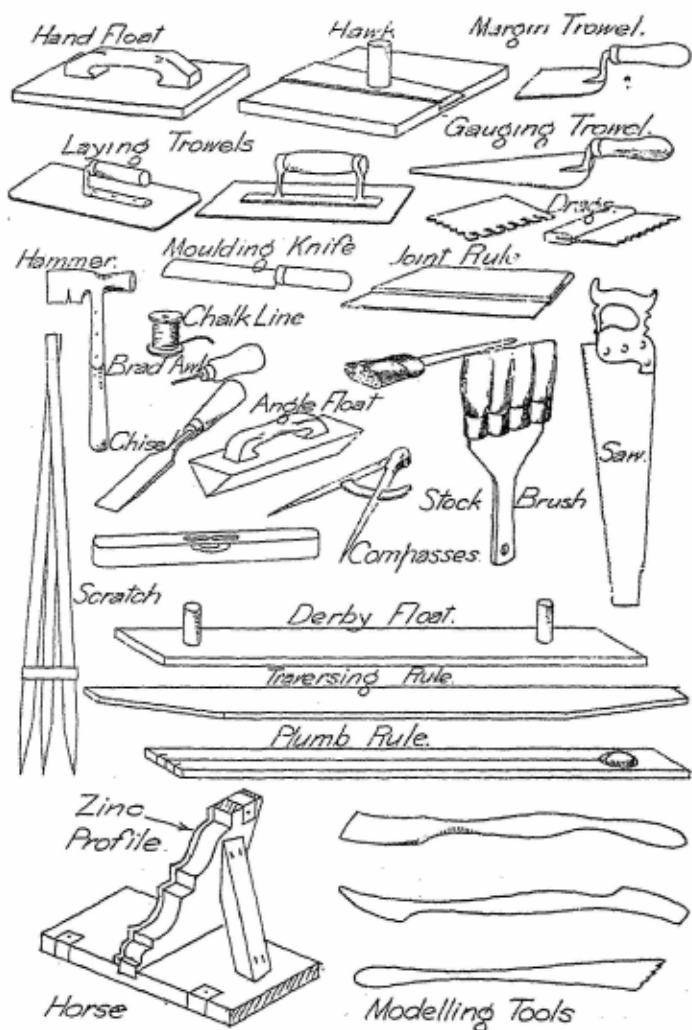 Hand Float
Hawk
Margin Trowel.
Laying Trowels
Gauging Trowel.
Drags.
Moulding Knife
Hammer.
Joint Rule
Chalk Line
Brad Awl
Angle Float
Chisel
Saw.
Stock Brush
Compasses.
Scratch
Derby Float.
Traversing Rule.
Plumb Rule.
Zinc
Profile.
Horse
Modelling Tools